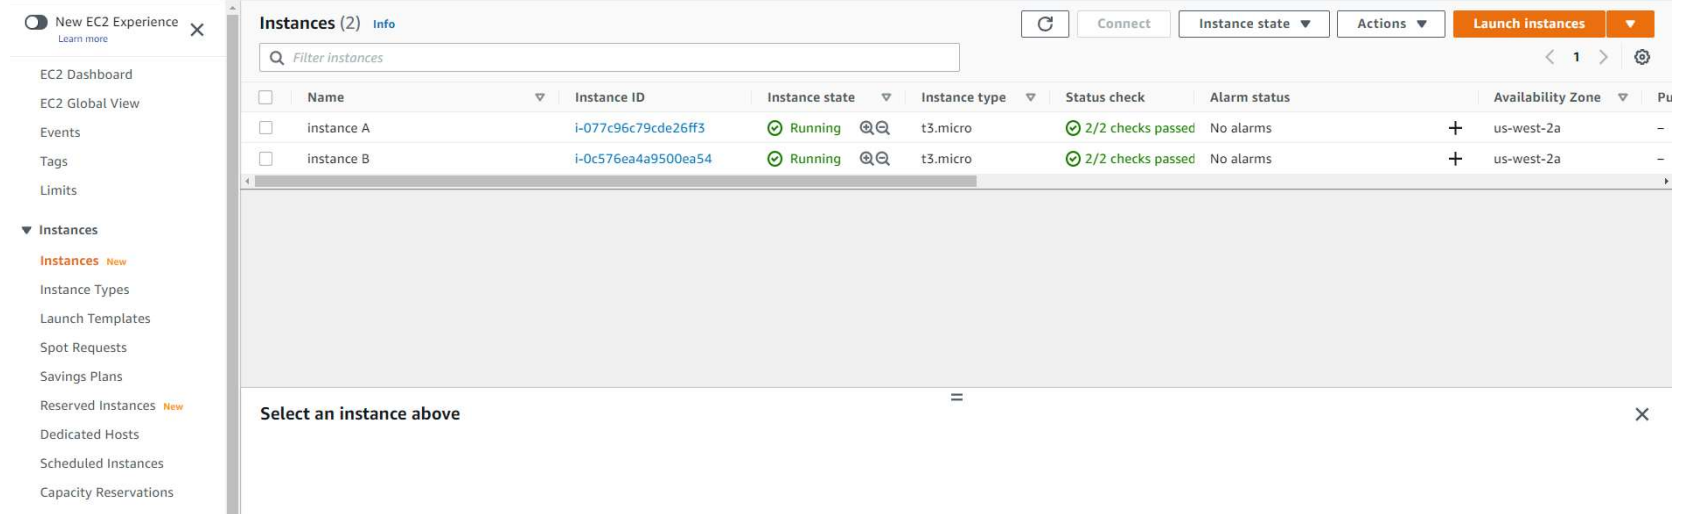 New EC2 Experience
Learn more
EC2 Dashboard
EC2 Global View
Events
Tags
Limits
Instances
Instances New
Instance Types
Launch Templates
Spot Requests
Savings Plans
Reserved Instances New
Dedicated Hosts
Scheduled Instances
Capacity Reservations
Instances (2) Info
Connect Instance state Actions Launch instances
Filter instances
1
Name Instance ID Instance state Instance type Status check Alarm status Availability Zone Pu
instance A i-077c96c79cde26ff3 Running t3.micro 2/2 checks passed No alarms + us-west-2a –
instance B i-0c576ea4a9500ea54 Running t3.micro 2/2 checks passed No alarms + us-west-2a –
Select an instance above